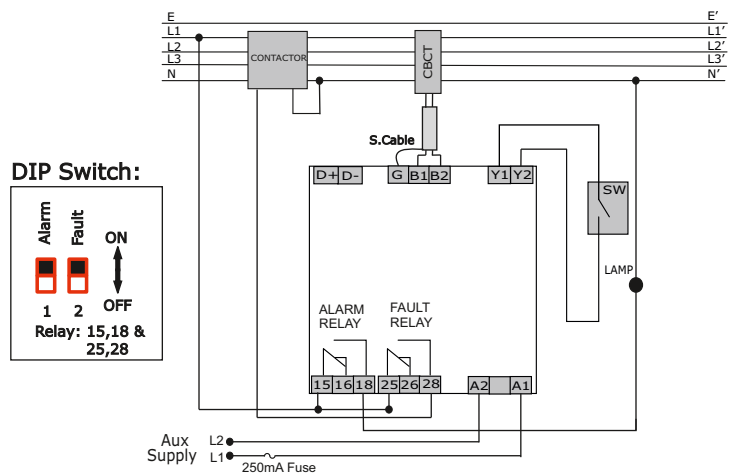 E E′
L1 L1′
L2 L2′
L3 L3′
N N′
CONTACTOR
CBCT
S.Cable
D+ D- G B1 B2 Y1 Y2
SW
LAMP
DIP Switch:
Alarm Fault
ON
OFF
1 2
Relay: 15,18 &
25,28
ALARM
RELAY
FAULT
RELAY
15 16 18 25 26 28 A2 A1
Aux
Supply
L2
L1
250mA Fuse